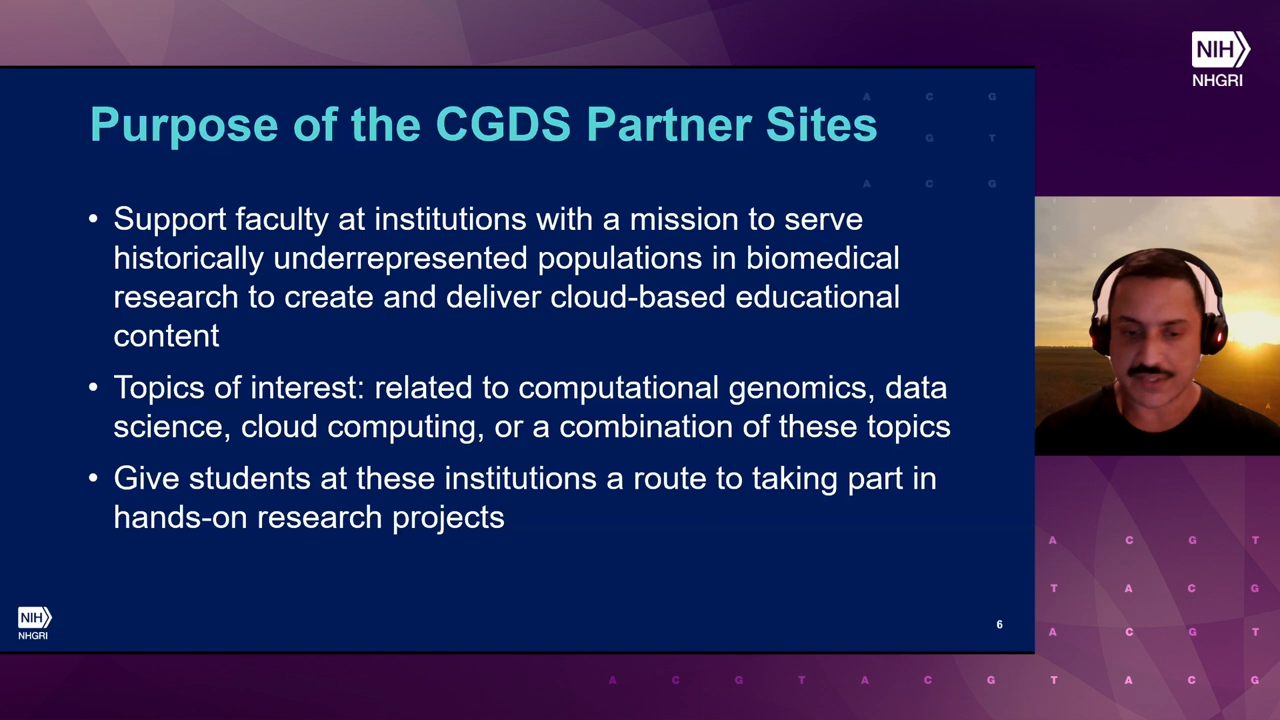 NIH
NHGRI
Purpose of the CGDS Partner Sites
A C G
G T
A C G
• Support faculty at institutions with a mission to serve
historically underrepresented populations in biomedical
research to create and deliver cloud-based educational
content
• Topics of interest: related to computational genomics, data
science, cloud computing, or a combination of these topics
• Give students at these institutions a route to taking part in
hands-on research projects
NIH
NHGRI
6
A C G T
T A C G
A C G T
A C G T A C G T A C G